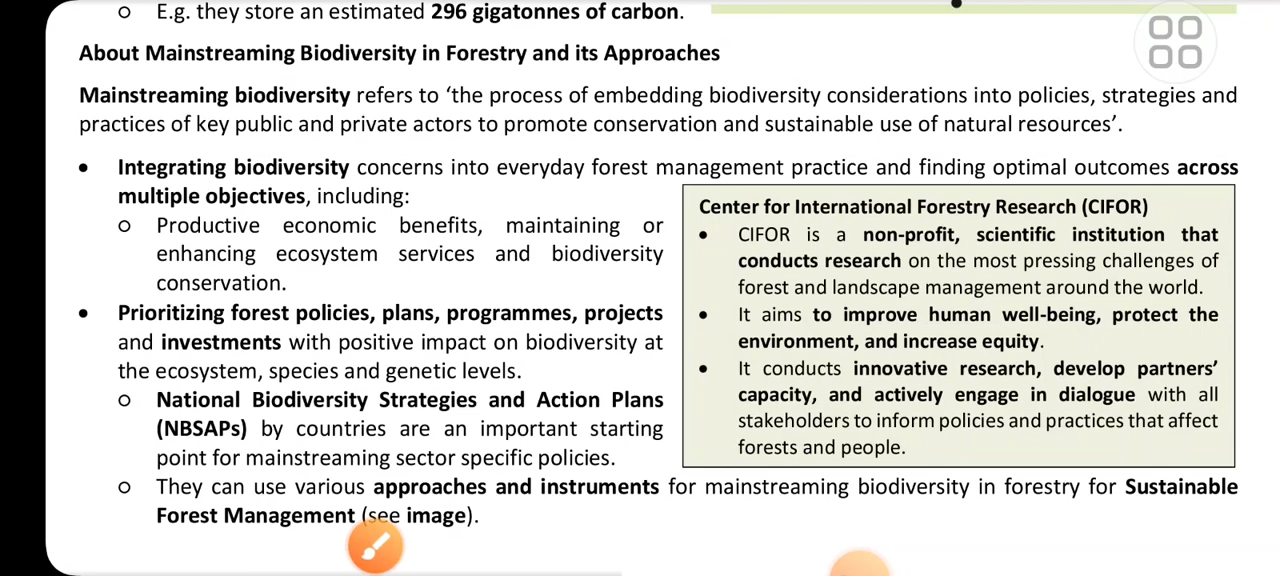 ○ E.g. they store an estimated 296 gigatonnes of carbon.
About Mainstreaming Biodiversity in Forestry and its Approaches
Mainstreaming biodiversity refers to ‘the process of embedding biodiversity considerations into policies, strategies and
practices of key public and private actors to promote conservation and sustainable use of natural resources’.
• Integrating biodiversity concerns into everyday forest management practice and finding optimal outcomes across
multiple objectives, including:
○ Productive economic benefits, maintaining or
enhancing ecosystem services and biodiversity
conservation.
• Prioritizing forest policies, plans, programmes, projects
and investments with positive impact on biodiversity at
the ecosystem, species and genetic levels.
○ National Biodiversity Strategies and Action Plans
(NBSAPs) by countries are an important starting
point for mainstreaming sector specific policies.
○ They can use various approaches and instruments for mainstreaming biodiversity in forestry for Sustainable
Forest Management (see image).
Center for International Forestry Research (CIFOR)
• CIFOR is a non-profit, scientific institution that
conducts research on the most pressing challenges of
forest and landscape management around the world.
• It aims to improve human well-being, protect the
environment, and increase equity.
• It conducts innovative research, develop partners’
capacity, and actively engage in dialogue with all
stakeholders to inform policies and practices that affect
forests and people.